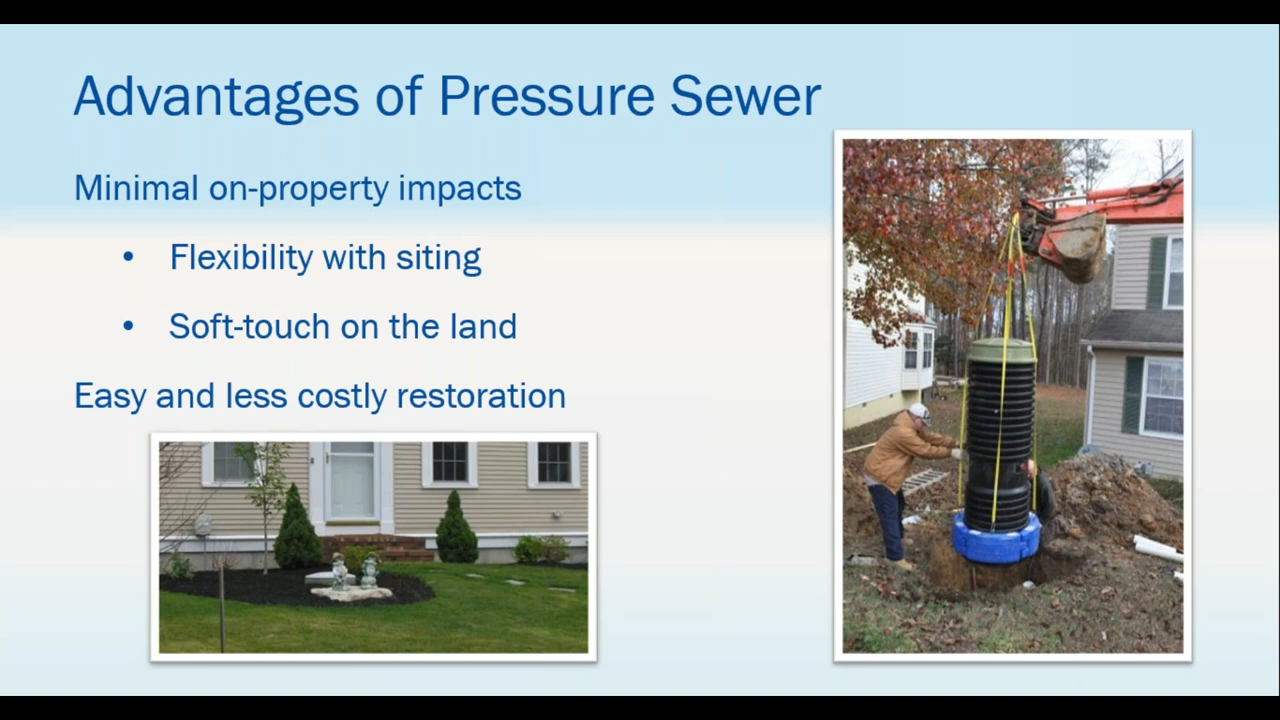 Advantages of Pressure Sewer
Minimal on-property impacts
• Flexibility with siting
• Soft-touch on the land
Easy and less costly restoration